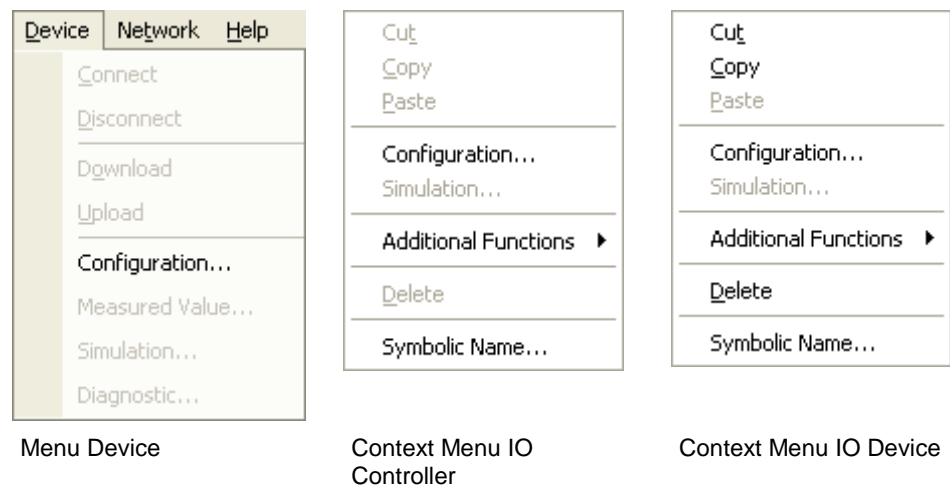 Device Network Help
Connect
Disconnect
Download
Upload
Configuration...
Measured Value...
Simulation...
Diagnostic...
Menu Device
Cut
Copy
Paste
Configuration...
Simulation...
Additional Functions
Delete
Symbolic Name...
Context Menu IO
Controller
Cut
Copy
Paste
Configuration...
Simulation...
Additional Functions
Delete
Symbolic Name...
Context Menu IO Device